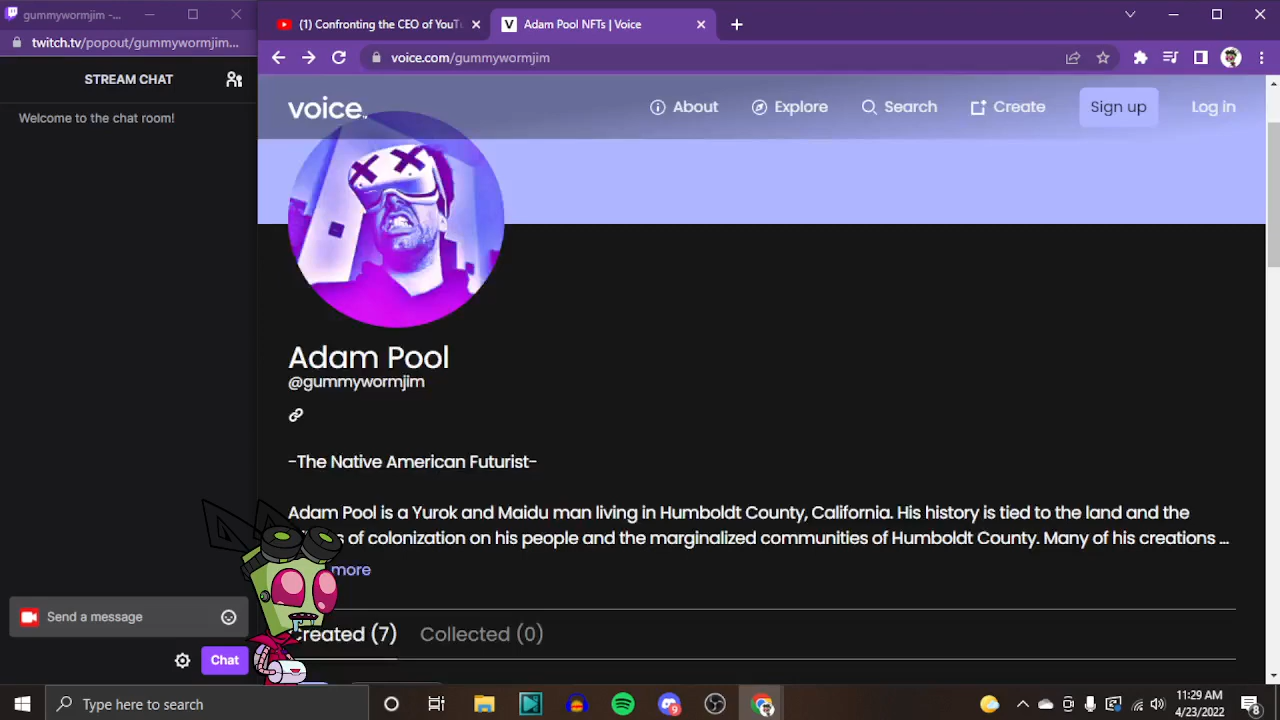 gummywormjim -...
twitch.tv/popout/gummywormjim...
STREAM CHAT
Welcome to the chat room!
Send a message
Chat
(1) Confronting the CEO of YouT
Adam Pool NFTs | Voice
voice.com/gummywormjim
voice.
About
Explore
Search
Create
Sign up
Log in
Adam Pool
@gummywormjim
-The Native American Futurist-
Adam Pool is a Yurok and Maidu man living in Humboldt County, California. His history is tied to the land and the
of colonization on his people and the marginalized communities of Humboldt County. Many of his creations ...
more
Created (7)
Collected (0)
Type here to search
9
11:29 AM
4/23/2022
8